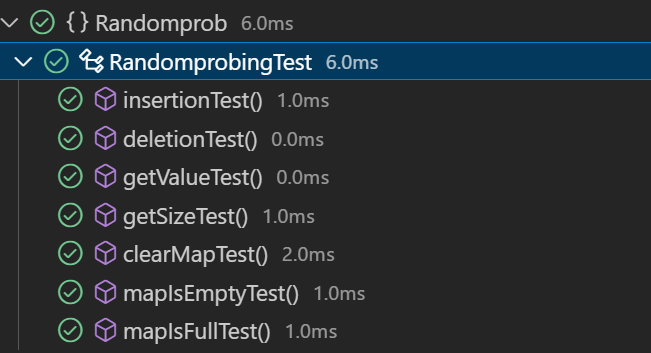 { } Randomprob 6.0ms
RandomprobingTest 6.0ms
insertionTest() 1.0ms
deletionTest() 0.0ms
getValueTest() 0.0ms
getSizeTest() 1.0ms
clearMapTest() 2.0ms
mapIsEmptyTest() 1.0ms
mapIsFullTest() 1.0ms